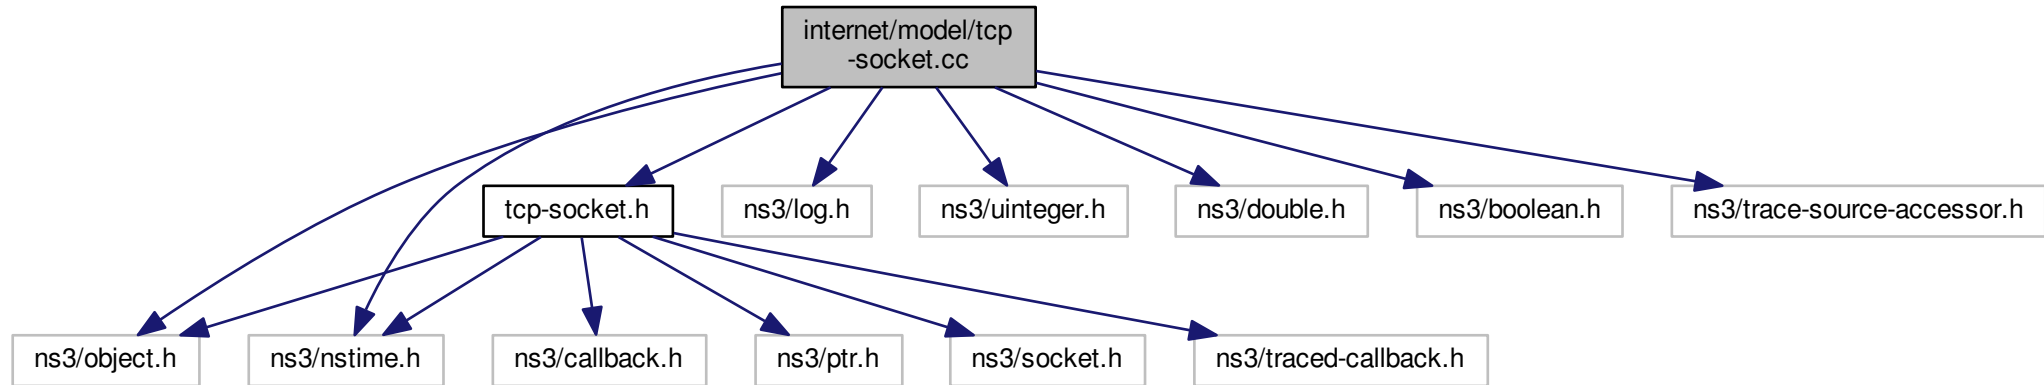 internet/model/tcp
-socket.cc
tcp-socket.h
ns3/log.h
ns3/uinteger.h
ns3/double.h
ns3/boolean.h
ns3/trace-source-accessor.h
ns3/object.h
ns3/nstime.h
ns3/callback.h
ns3/ptr.h
ns3/socket.h
ns3/traced-callback.h